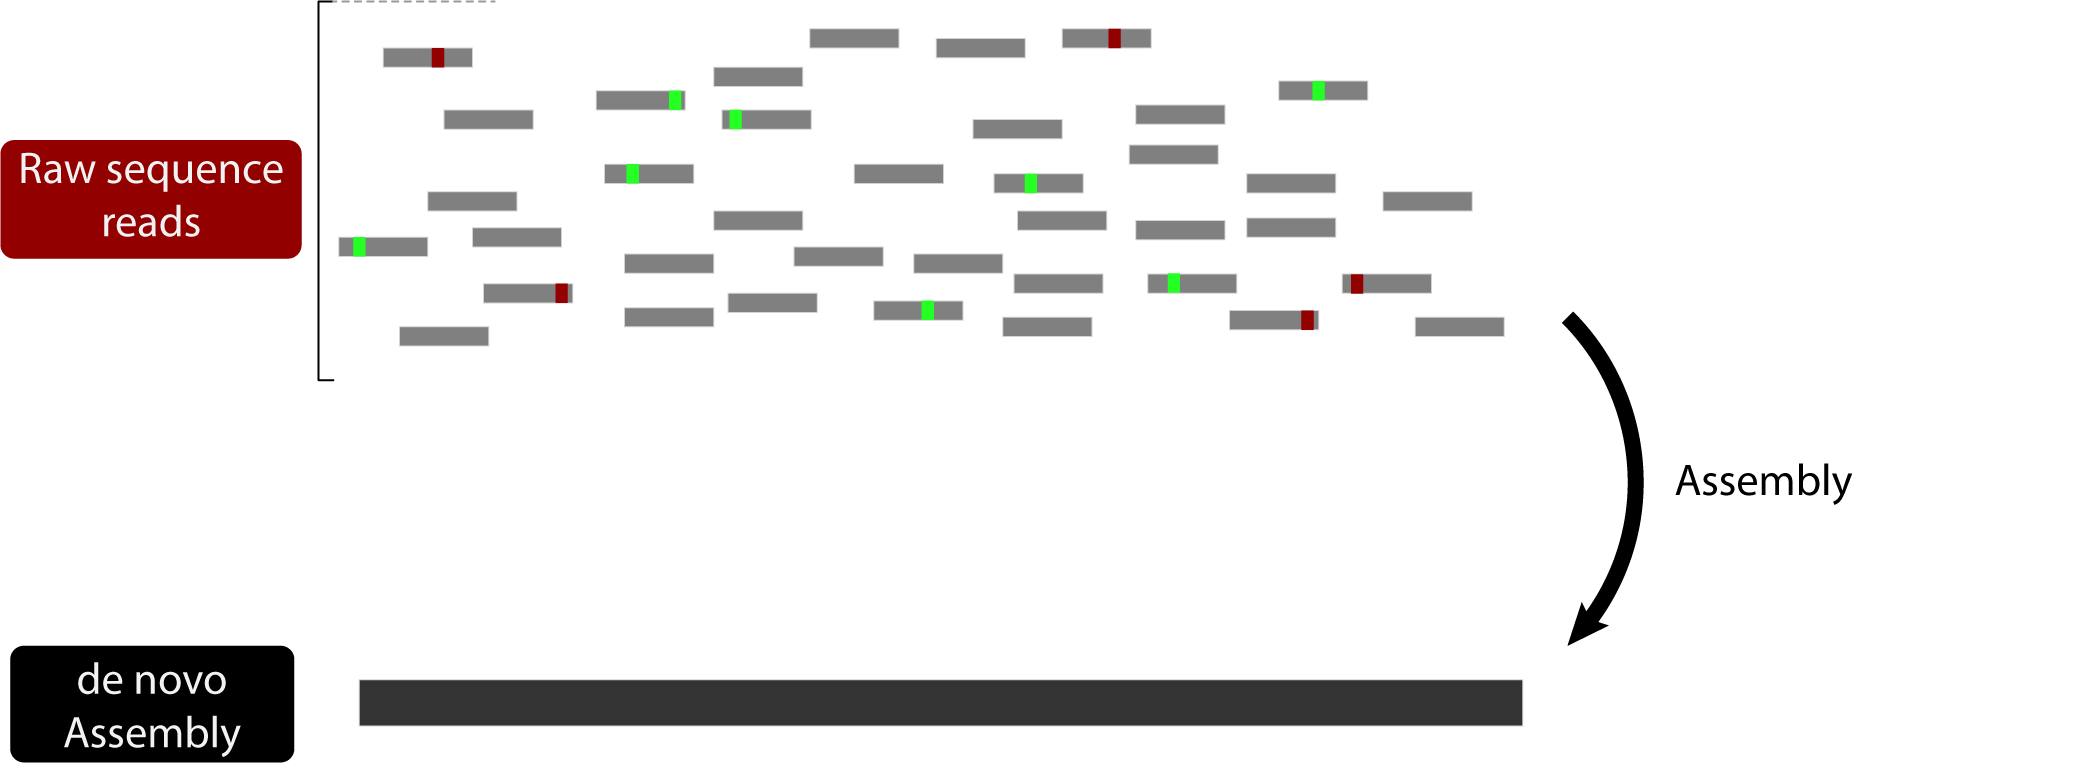 Raw sequence
reads
Assembly
de novo
Assembly